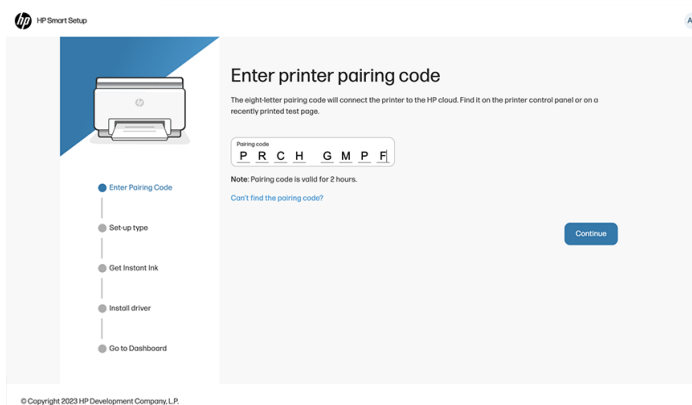 hp HP Smart Setup
A
Enter printer pairing code
The eight-letter pairing code will connect the printer to the HP cloud. Find it on the printer control panel or on a
recently printed test page.
Pairing code
P R C H G M P F
Note: Pairing code is valid for 2 hours.
Can't find the pairing code?
Continue
Enter Pairing Code
Set-up type
Get Instant Ink
Install driver
Go to Dashboard
© Copyright 2023 HP Development Company, L.P.